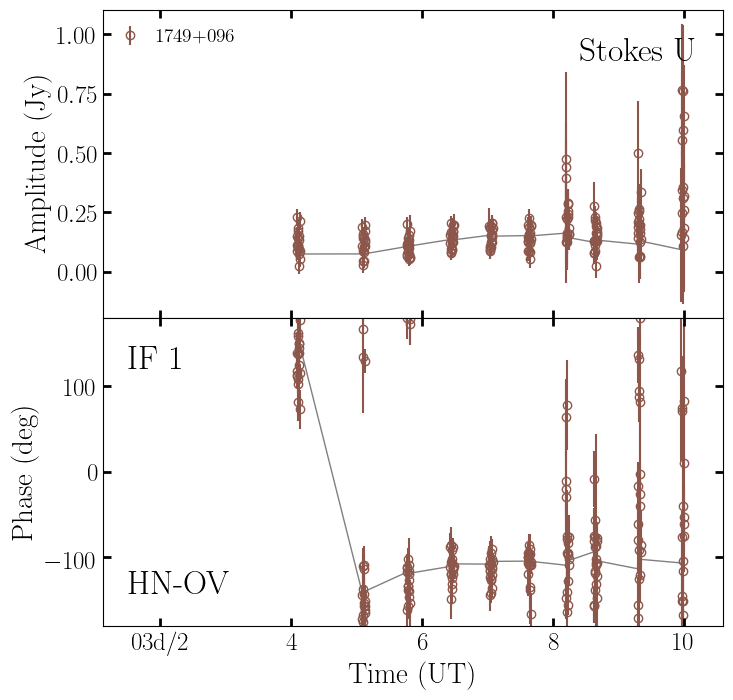 1749+096
Stokes U
1.00
0.75
0.50
0.25
0.00
Amplitude (Jy)
IF 1
HN-OV
100
0
−100
Phase (deg)
03d/2
4
6
8
10
Time (UT)